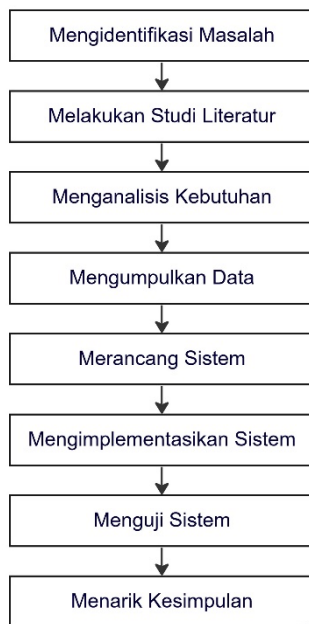 Mengidentifikasi Masalah
Melakukan Studi Literatur
Menganalisis Kebutuhan
Mengumpulkan Data
Merancang Sistem
Mengimplementasikan Sistem
Menguji Sistem
Menarik Kesimpulan